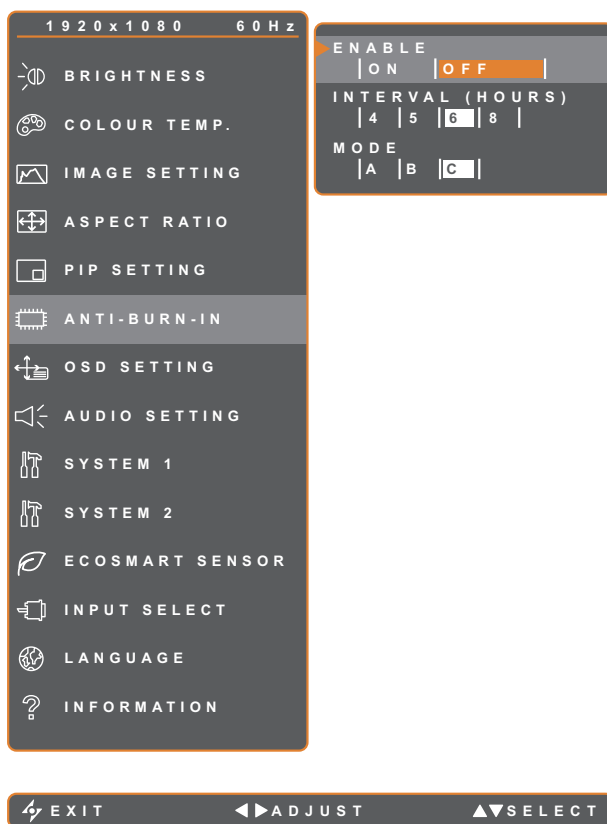 1920x1080 60Hz
BRIGHTNESS
COLOUR TEMP.
IMAGE SETTING
ASPECT RATIO
PIP SETTING
ANTI-BURN-IN
OSD SETTING
AUDIO SETTING
SYSTEM 1
SYSTEM 2
ECOSMART SENSOR
INPUT SELECT
LANGUAGE
INFORMATION
ENABLE
ON OFF
INTERVAL (HOURS)
4 5 6 8
MODE
A B C
EXIT ADJUST SELECT